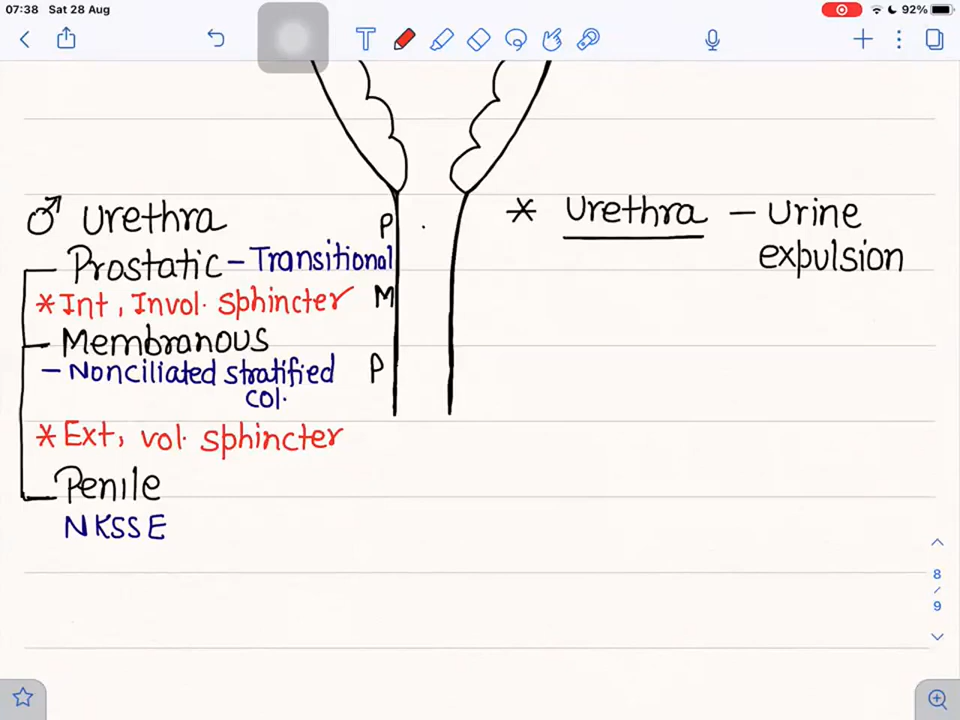 07:38 Sat 28 Aug
92%
♂ Urethra
Prostatic – Transitional
* Int, Invol. sphincter
Membranous
– Nonciliated stratified
col.
* Ext, vol. sphincter
Penile
NKSSE
P
M
P
* Urethra – Urine
expulsion
8
/
9